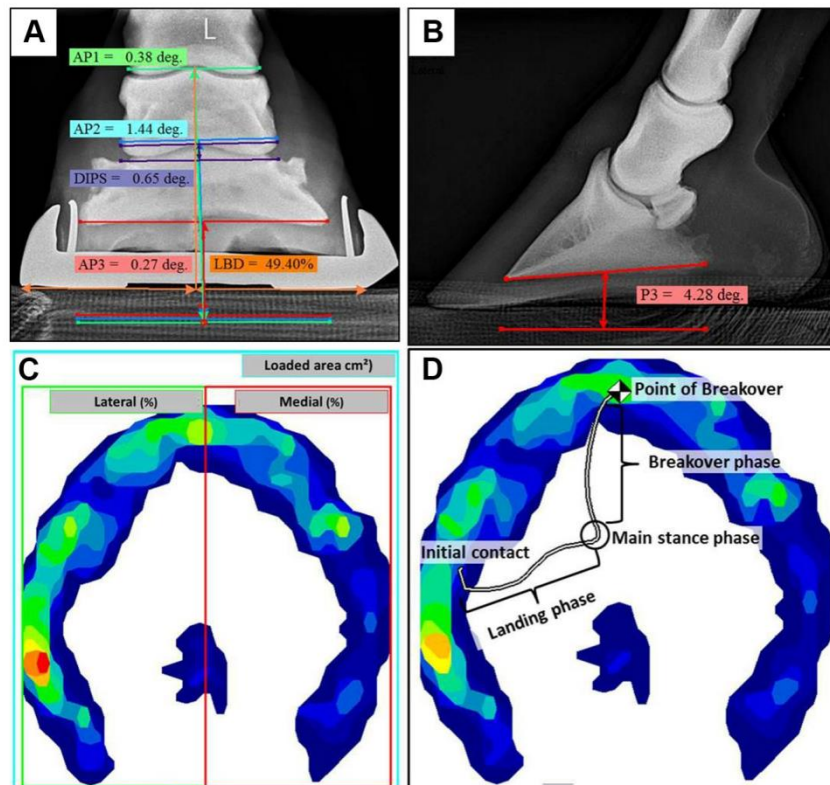 A
L
AP1 = 0.38 deg.
AP2 = 1.44 deg.
DIPS = 0.65 deg.
AP3 = 0.27 deg.
LBD = 49.40%
B
P3 = 4.28 deg.
C
Loaded area cm²)
Lateral (%)
Medial (%)
D
Point of Breakover
Breakover phase
Initial contact
Main stance phase
Landing phase